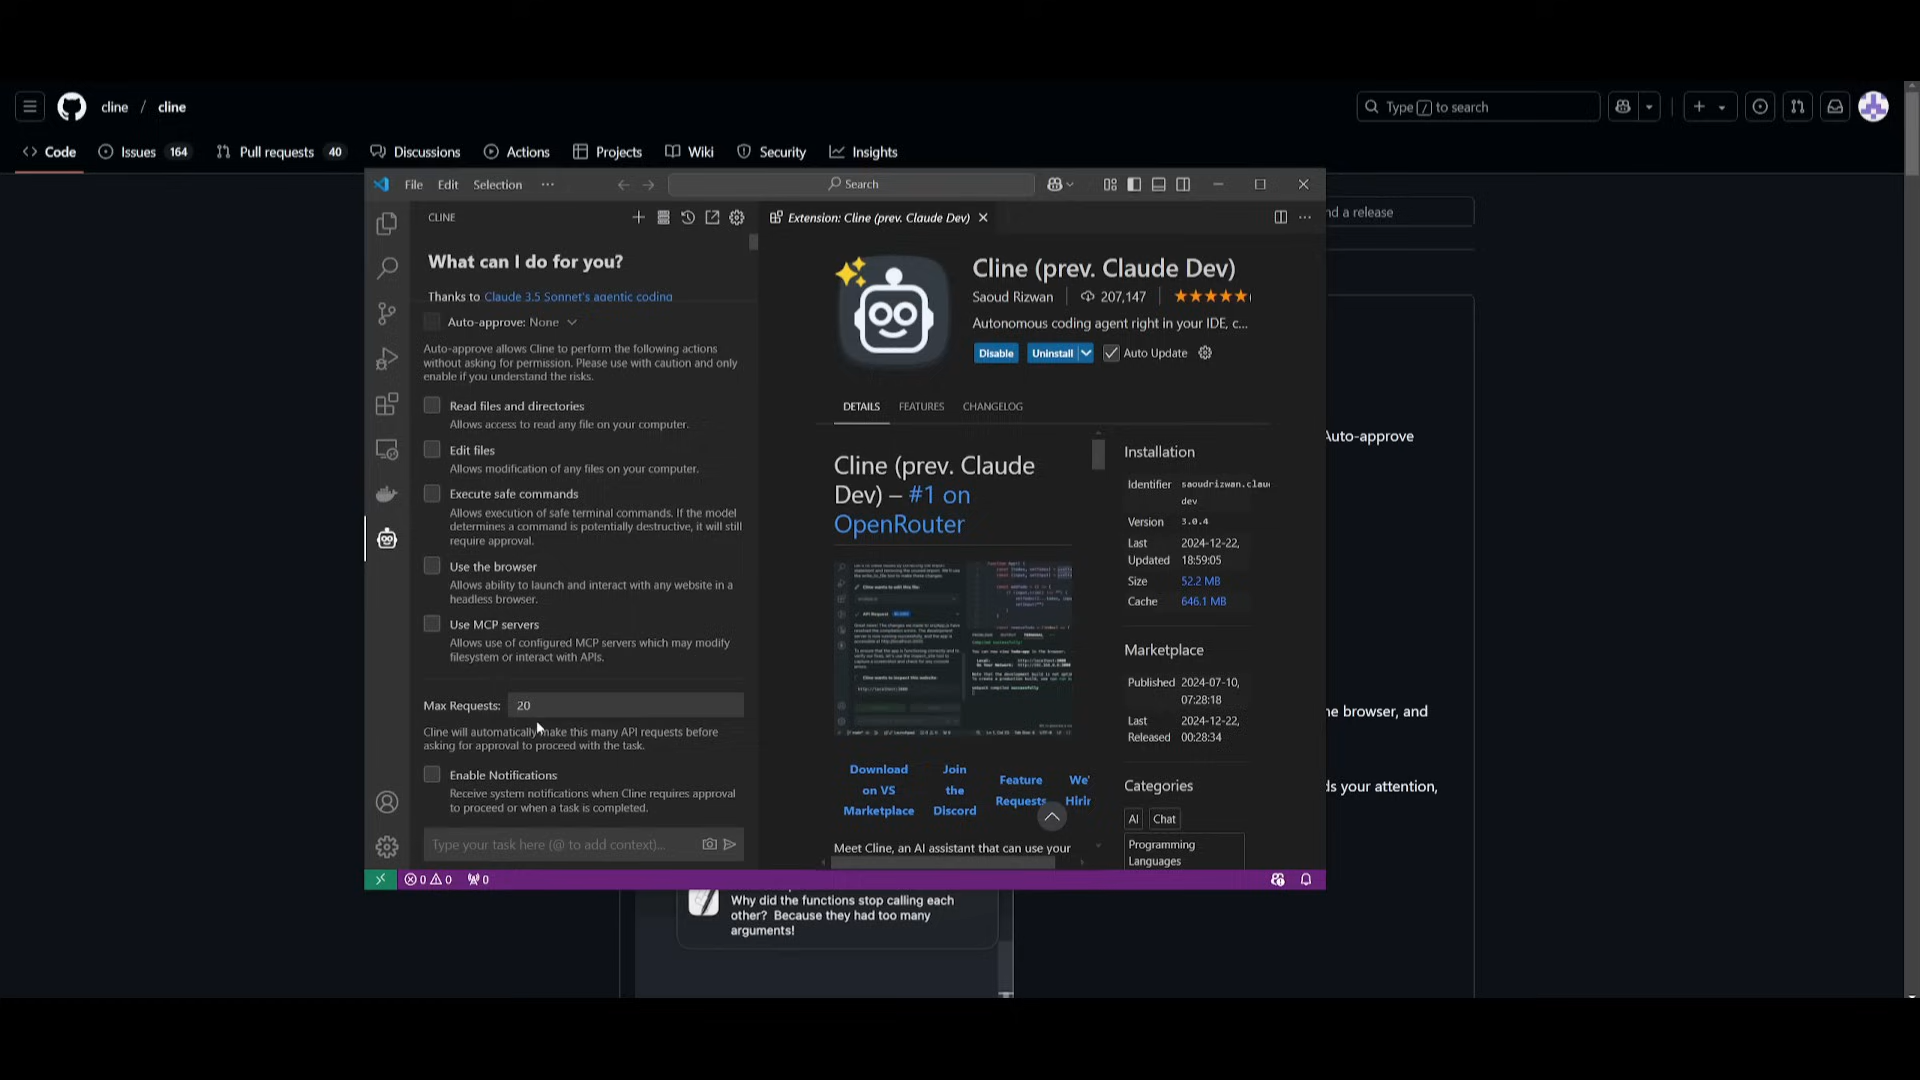 cline / cline
Type / to search
Code
Issues 164
Pull requests 40
Discussions
Actions
Projects
Wiki
Security
Insights
File Edit Selection ···
Search
CLINE
What can I do for you?
Thanks to Claude 3.5 Sonnet's agentic coding
Auto-approve: None
Auto-approve allows Cline to perform the following actions
without asking for permission. Please use with caution and only
enable if you understand the risks.
Read files and directories
Allows access to read any file on your computer.
Edit files
Allows modification of any files on your computer.
Execute safe commands
Allows execution of safe terminal commands. If the model
determines a command is potentially destructive, it will still
require approval.
Use the browser
Allows ability to launch and interact with any website in a
headless browser.
Use MCP servers
Allows use of configured MCP servers which may modify
filesystem or interact with APIs.
Max Requests: 20
Cline will automatically make this many API requests before
asking for approval to proceed with the task.
Enable Notifications
Receive system notifications when Cline requires approval
to proceed or when a task is completed.
Type your task here (@ to add context)...
0 0 0
Extension: Cline (prev. Claude Dev)
Cline (prev. Claude Dev)
Saoud Rizwan 207,147
Autonomous coding agent right in your IDE, c...
Disable Uninstall Auto Update
DETAILS FEATURES CHANGELOG
Cline (prev. Claude
Dev) – #1 on
OpenRouter
Download
on VS
Marketplace
Join
the
Discord
Feature
Requests
We'
Hirin
Meet Cline, an AI assistant that can use your
Installation
Identifier saoudrizwan.clau
dev
Version 3.0.4
Last 2024-12-22,
Updated 18:59:05
Size 52.2 MB
Cache 646.1 MB
Marketplace
Published 2024-07-10,
07:28:18
Last 2024-12-22,
Released 00:28:34
Categories
AI Chat
Programming
Languages
nd a release
Auto-approve
he browser, and
ds your attention,
Why did the functions stop calling each
other? Because they had too many
arguments!